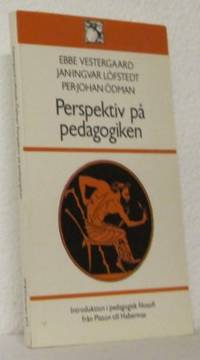 EBBE VESTERGAARD
JAN INGVAR LÖFSTEDT
PER JOHAN ÖDMAN
Perspektiv på
pedagogiken
Introduktion i pedagogisk filosofi
från Platon till Habermas